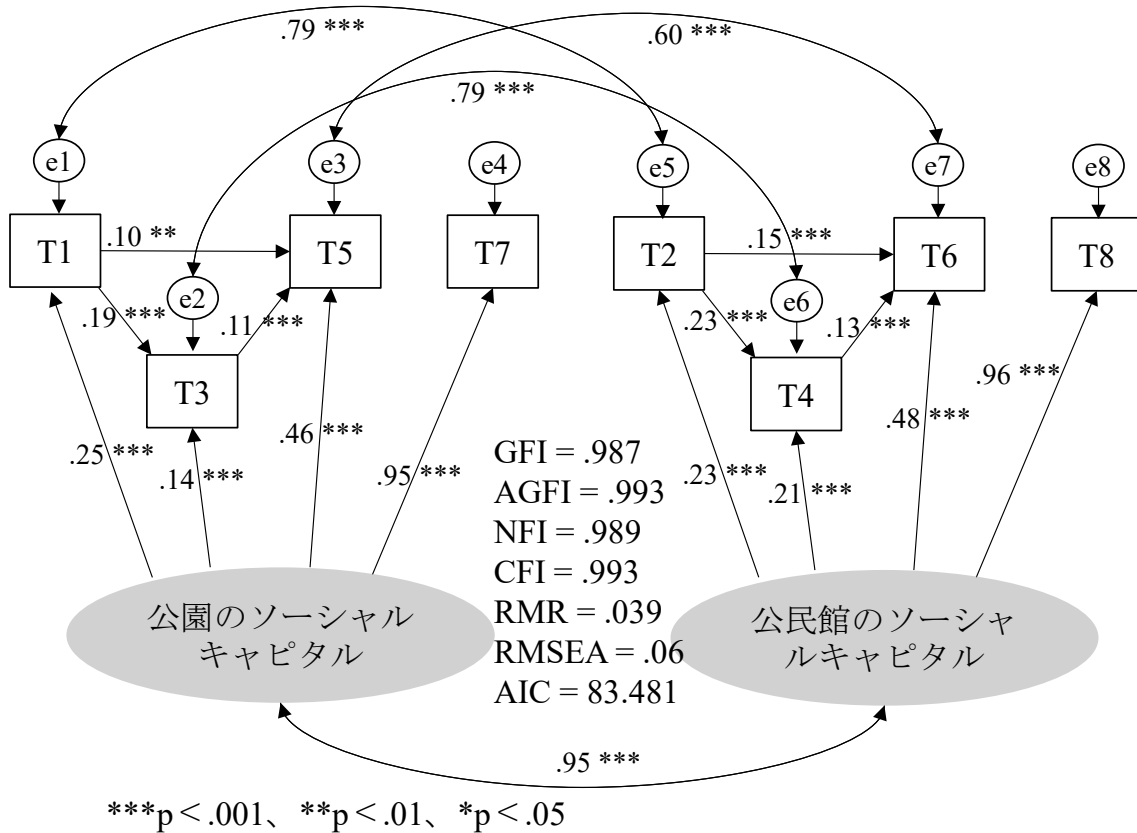 .79 ***
.60 ***
.79 ***
e1
e3
e4
e5
e7
e8
T1
.10 **
T5
T7
T2
.15 ***
T6
T8
e2
e6
.19 ***
.11 ***
.23 ***
.13 ***
T3
T4
.25 ***
.14 ***
.46 ***
.95 ***
.23 ***
.21 ***
.48 ***
.96 ***
GFI = .987
AGFI = .993
NFI = .989
CFI = .993
RMR = .039
RMSEA = .06
AIC = 83.481
公園のソーシャル
キャピタル
公民館のソーシャ
ルキャピタル
.95 ***
***p＜.001、 **p＜.01、 *p＜.05